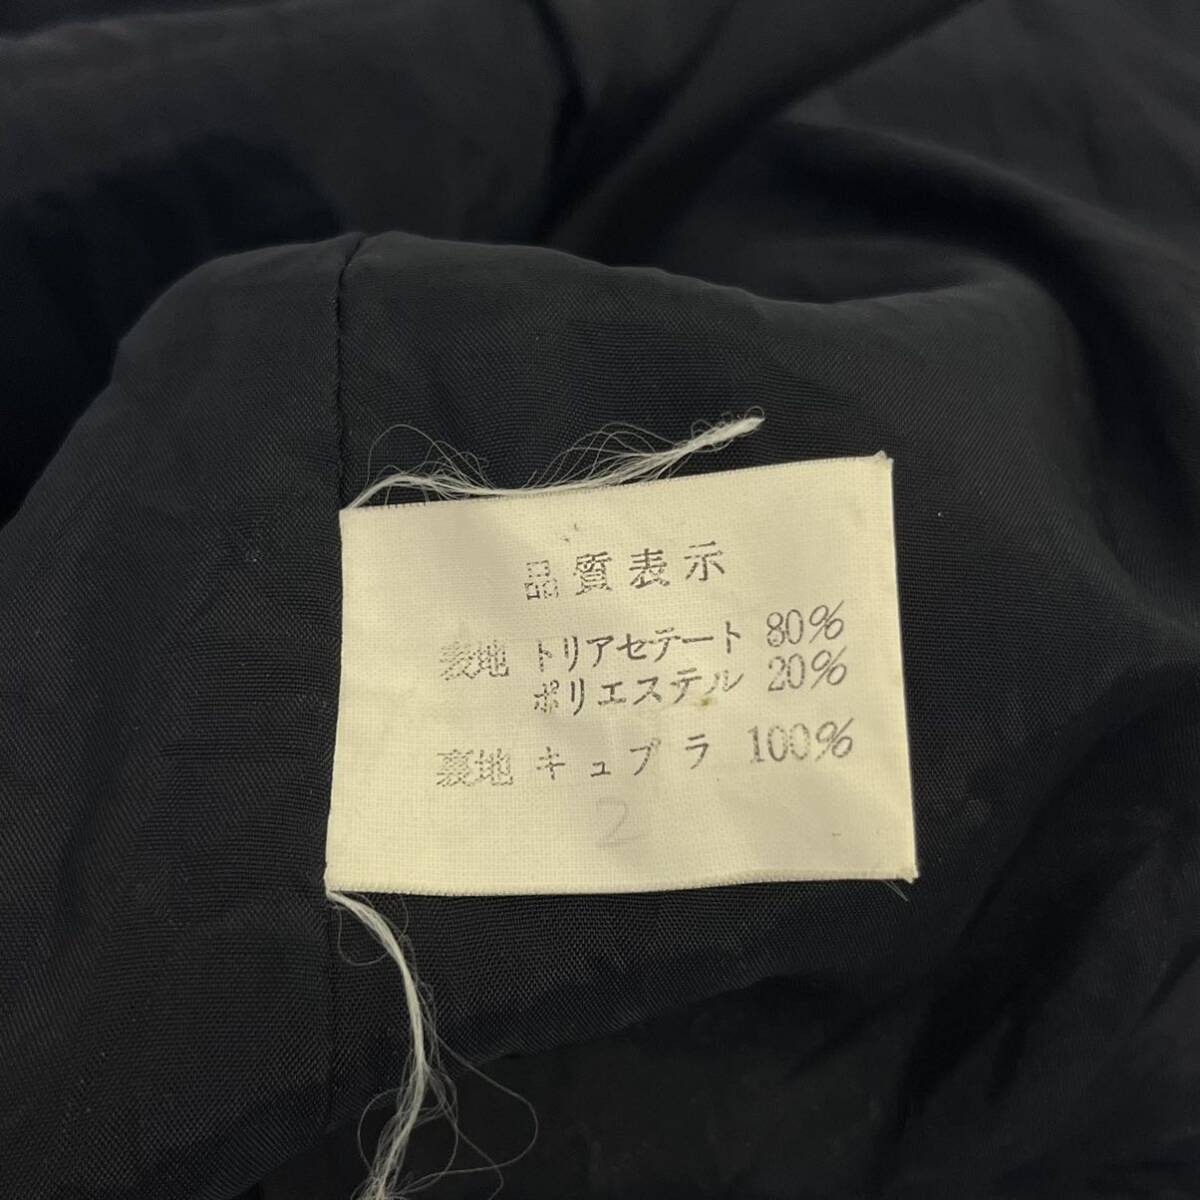 品質表示
表地 トリアセテート 80%
ポリエステル 20%
裏地 キュプラ 100%
2